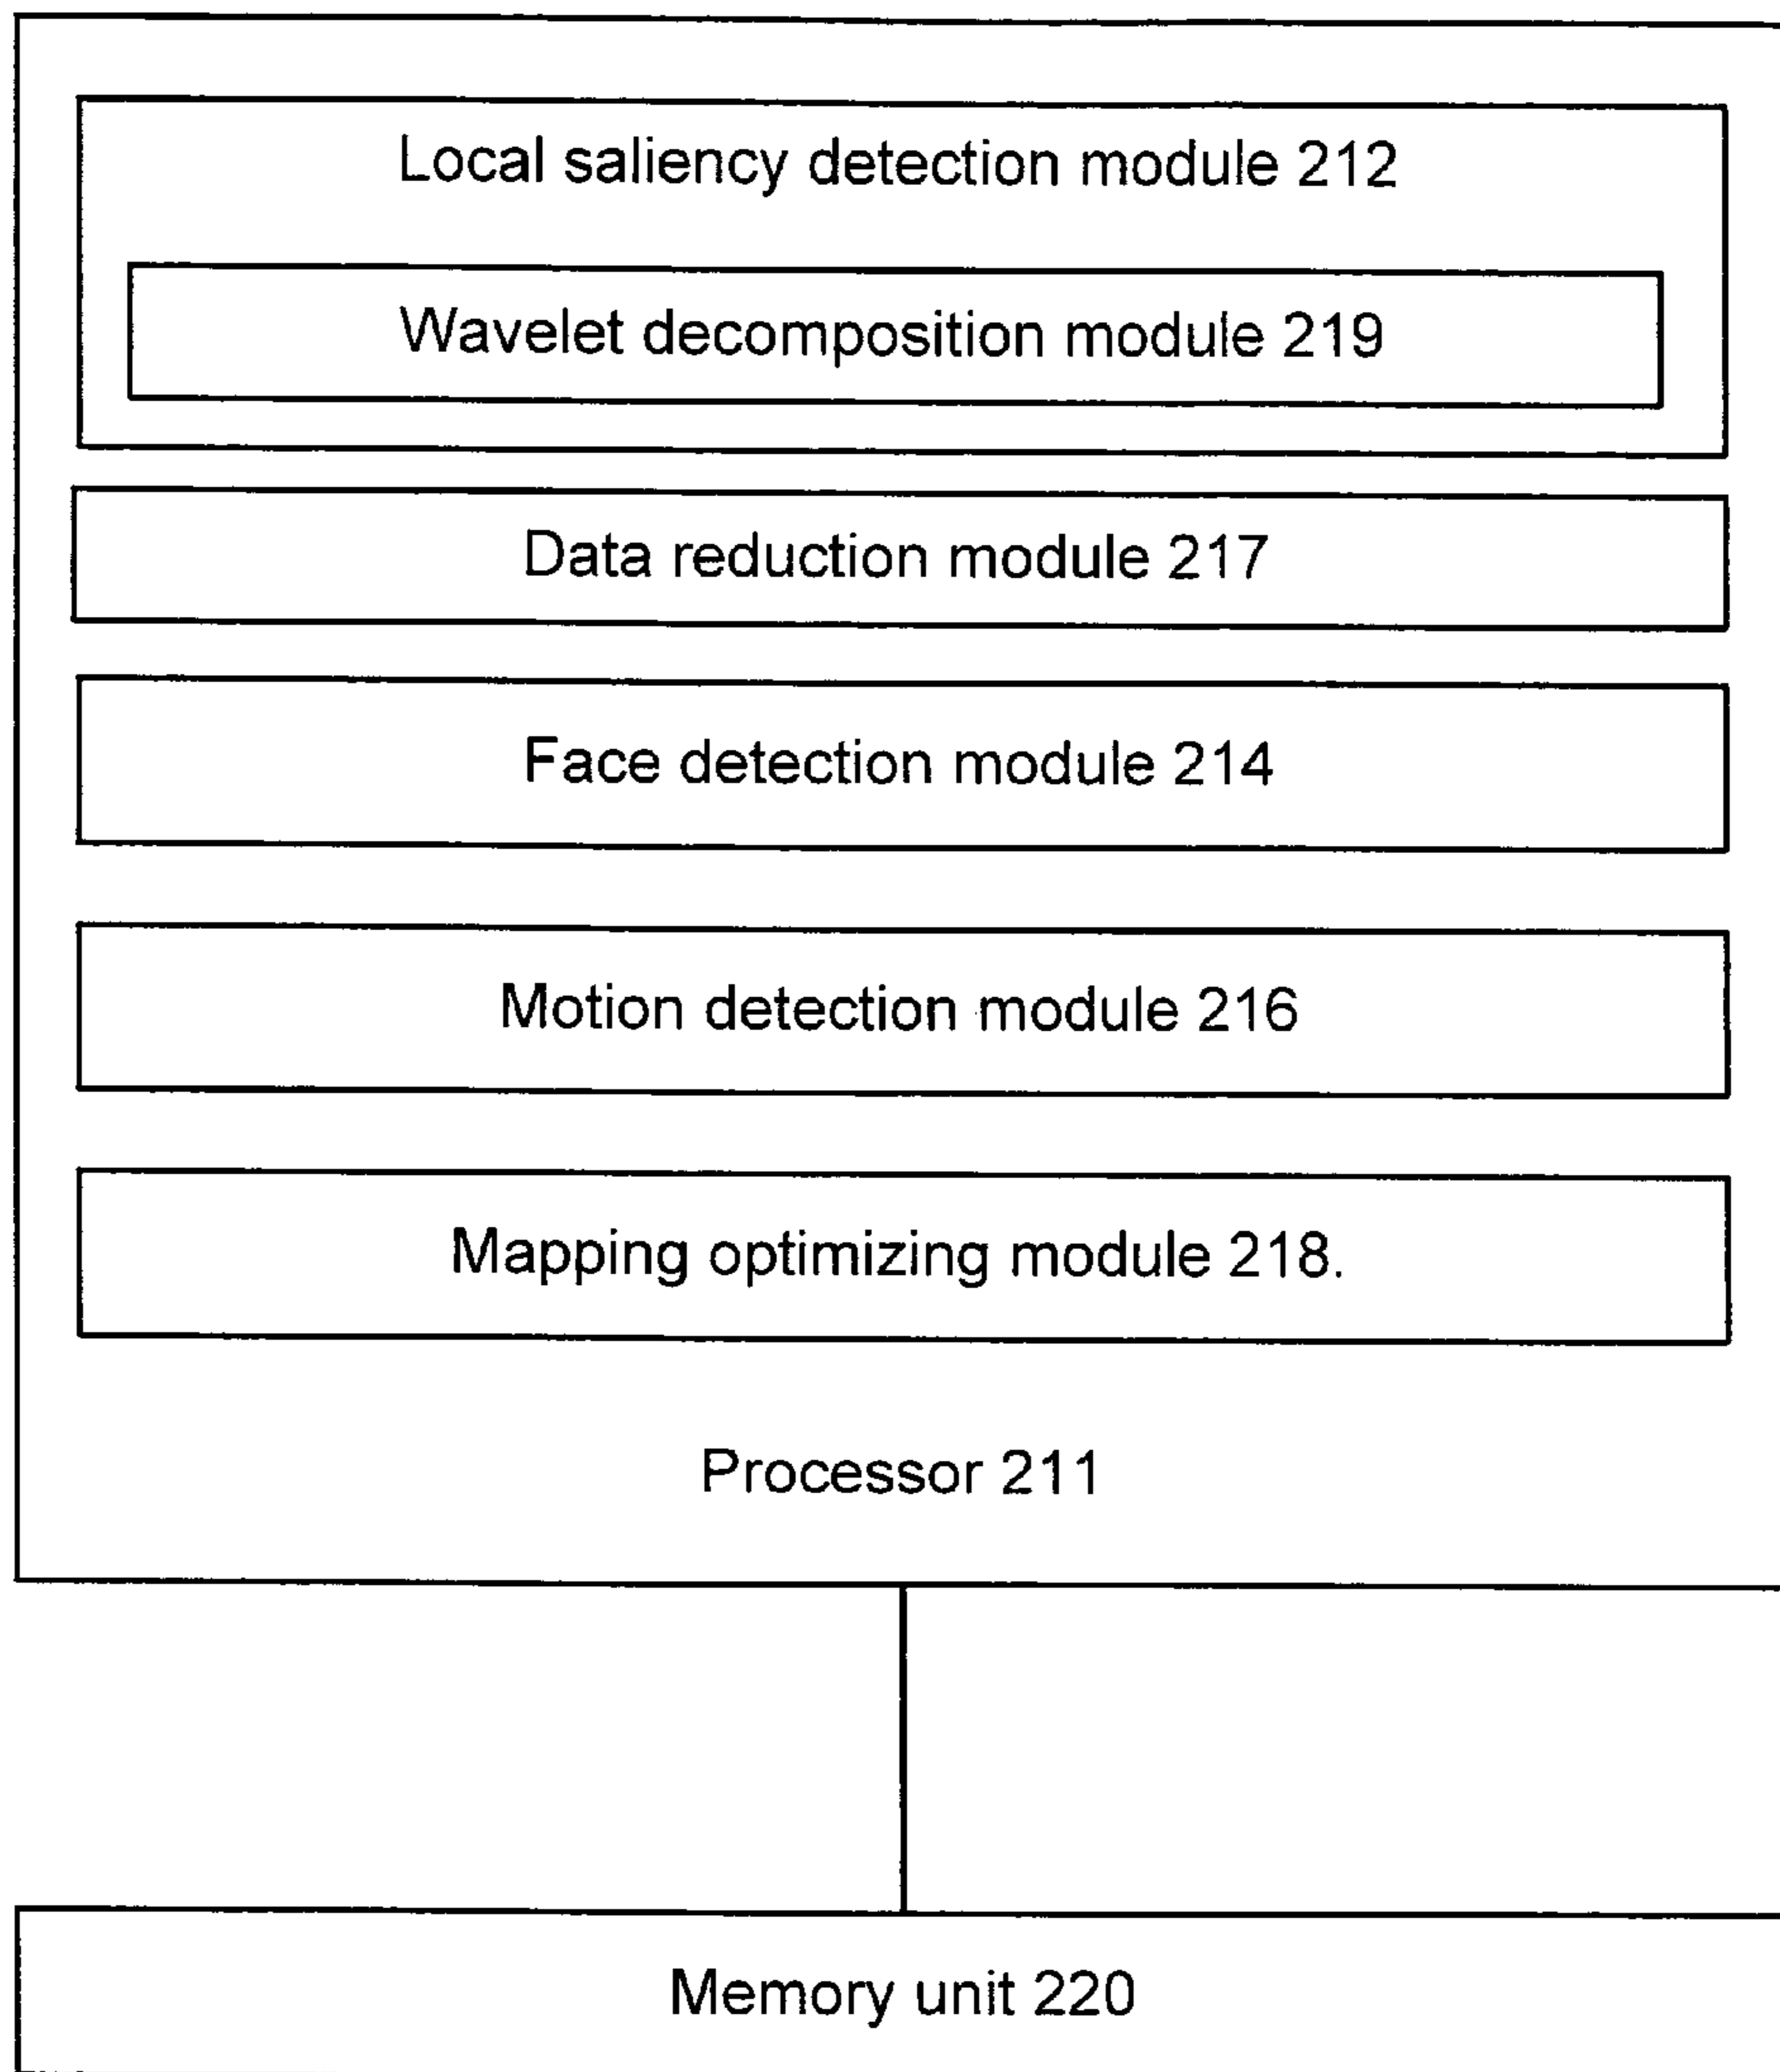 Local saliency detection module 212
Wavelet decomposition module 219
Data reduction module 217
Face detection module 214
Motion detection module 216
Mapping optimizing module 218.
Processor 211
Memory unit 220